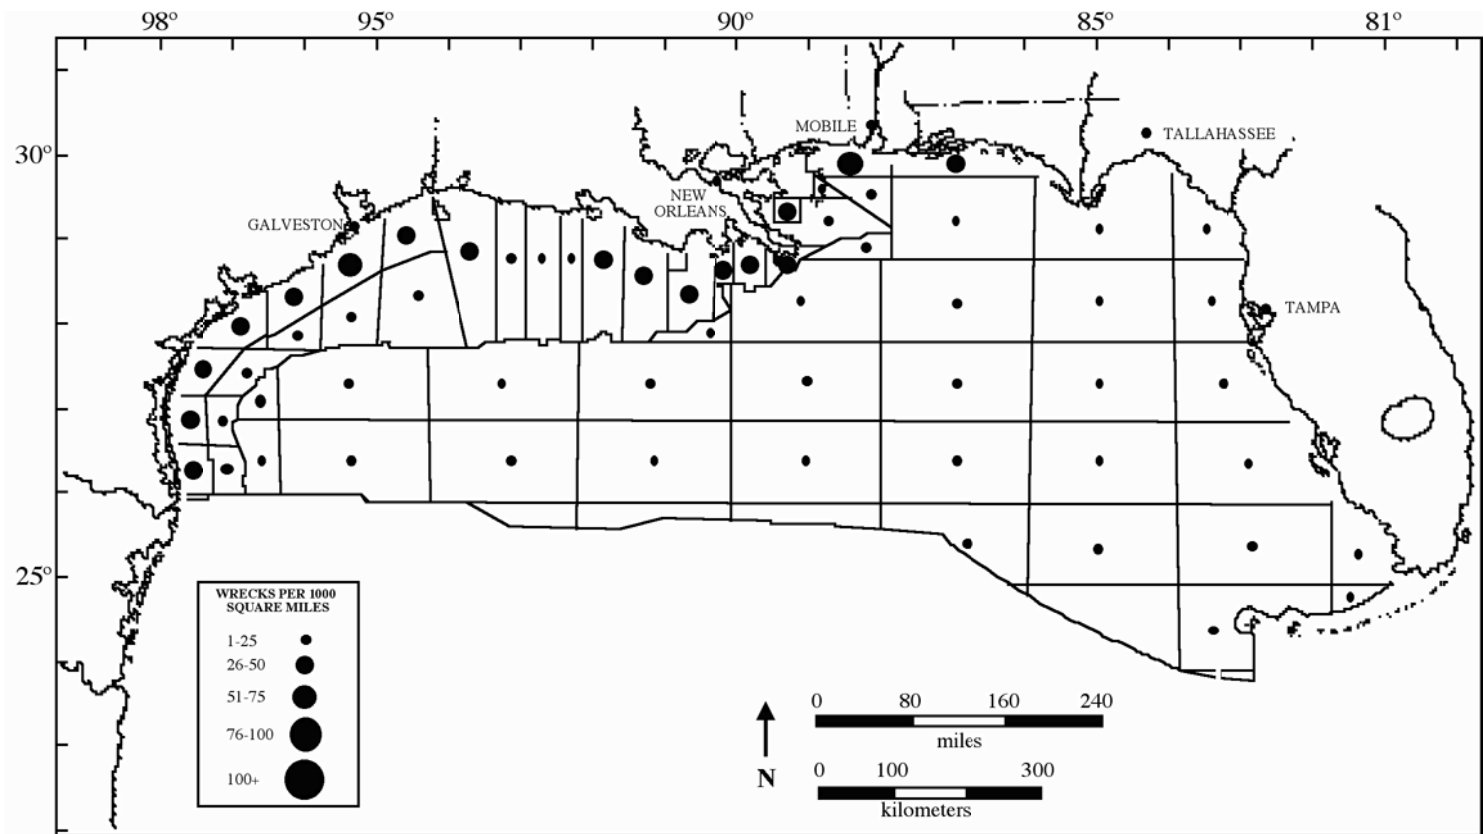 98° 95° 90° 85° 81°
MOBILE
TALLAHASSEE
30°
NEW
ORLEANS
GALVESTON
TAMPA
25°
WRECKS PER 1000
SQUARE MILES
1-25
26-50
51-75
76-100
100+
0 80 160 240
miles
N
0 100 300
kilometers